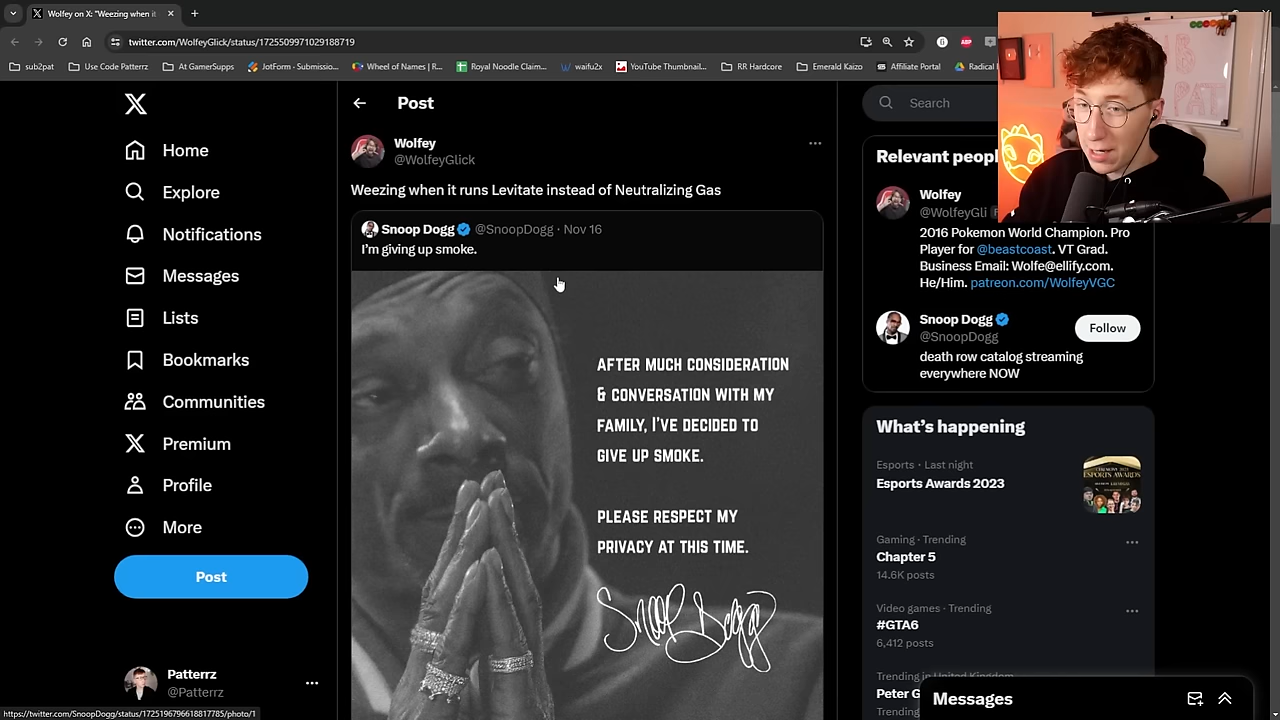 Wolfey on X: "Weezing when it
twitter.com/WolfeyGlick/status/1725509971029188719
sub2pat
Use Code Patterrz
At GamerSupps
JotForm - Submissio...
Wheel of Names | R...
Royal Noodle Claim...
waifu2x
YouTube Thumbnail...
RR Hardcore
Emerald Kaizo
Affiliate Portal
Radical
Home
Explore
Notifications
Messages
Lists
Bookmarks
Communities
Premium
Profile
More
Post
Patterrz
@Patterrz
https://twitter.com/SnoopDogg/status/1725196796618817785/photo/1
Post
Wolfey
@WolfeyGlick
Weezing when it runs Levitate instead of Neutralizing Gas
Snoop Dogg @SnoopDogg · Nov 16
I'm giving up smoke.
AFTER MUCH CONSIDERATION
& CONVERSATION WITH MY
FAMILY, I'VE DECIDED TO
GIVE UP SMOKE.
PLEASE RESPECT MY
PRIVACY AT THIS TIME.
Snoop Dogg
Search
Relevant peopl
Wolfey
@WolfeyGli
2016 Pokemon World Champion. Pro
Player for @beastcoast. VT Grad.
Business Email: Wolfe@ellify.com.
He/Him. patreon.com/WolfeyVGC
Snoop Dogg
@SnoopDogg
Follow
death row catalog streaming
everywhere NOW
What's happening
Esports · Last night
Esports Awards 2023
ESPORTS AWARDS
Gaming · Trending
Chapter 5
14.6K posts
Video games · Trending
#GTA6
6,412 posts
Trending in United Kingdom
Peter G
Trending
Messages